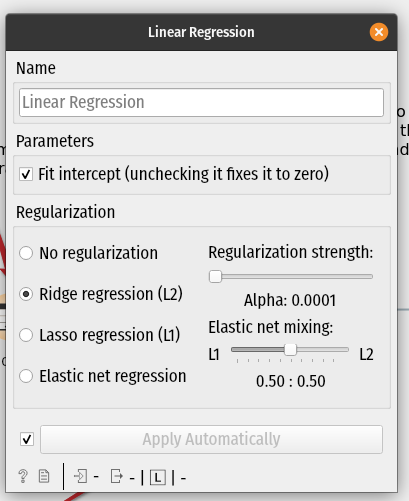 Linear Regression
Name
Linear Regression
Parameters
Fit intercept (unchecking it fixes it to zero)
Regularization
No regularization
Ridge regression (L2)
Lasso regression (L1)
Elastic net regression
Regularization strength:
Alpha: 0.0001
Elastic net mixing:
L1 L2
0.50 : 0.50
Apply Automatically
? - - | L | -